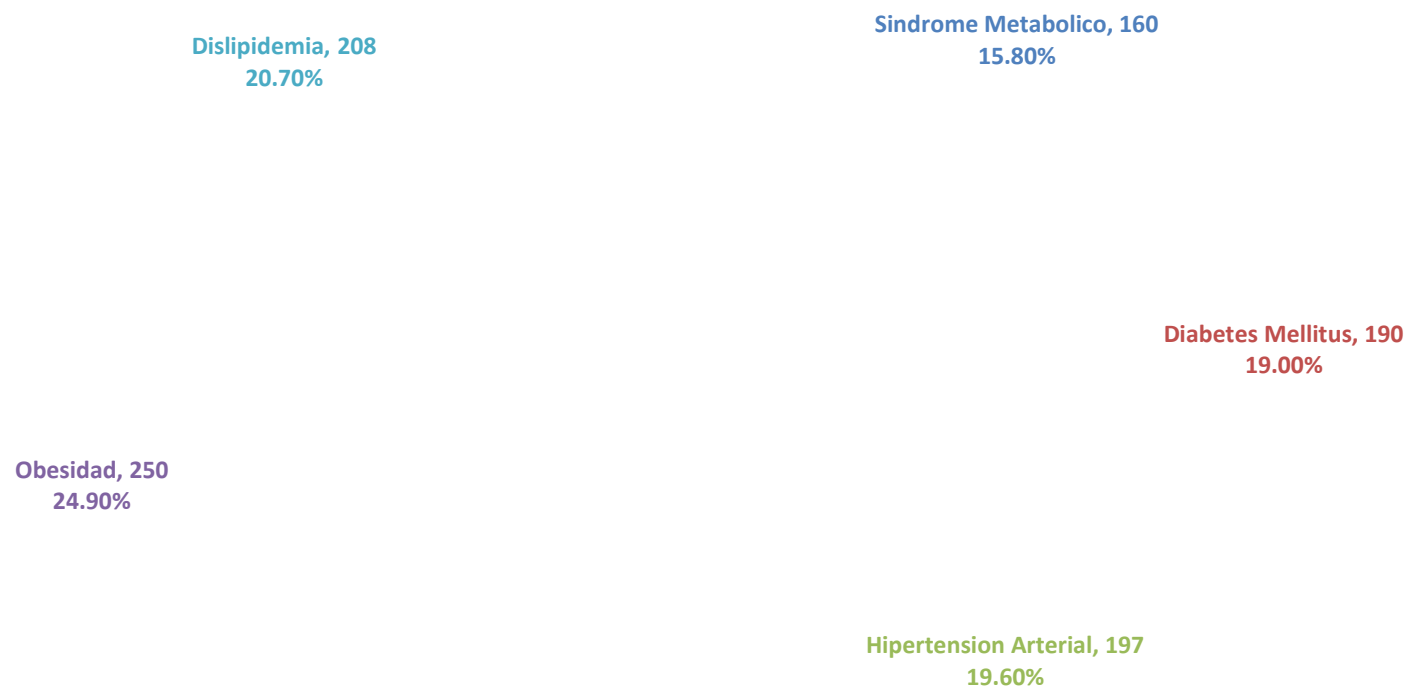 Sindrome Metabolico, 160
15.80%
Dislipidemia, 208
20.70%
Diabetes Mellitus, 190
19.00%
Obesidad, 250
24.90%
Hipertension Arterial, 197
19.60%